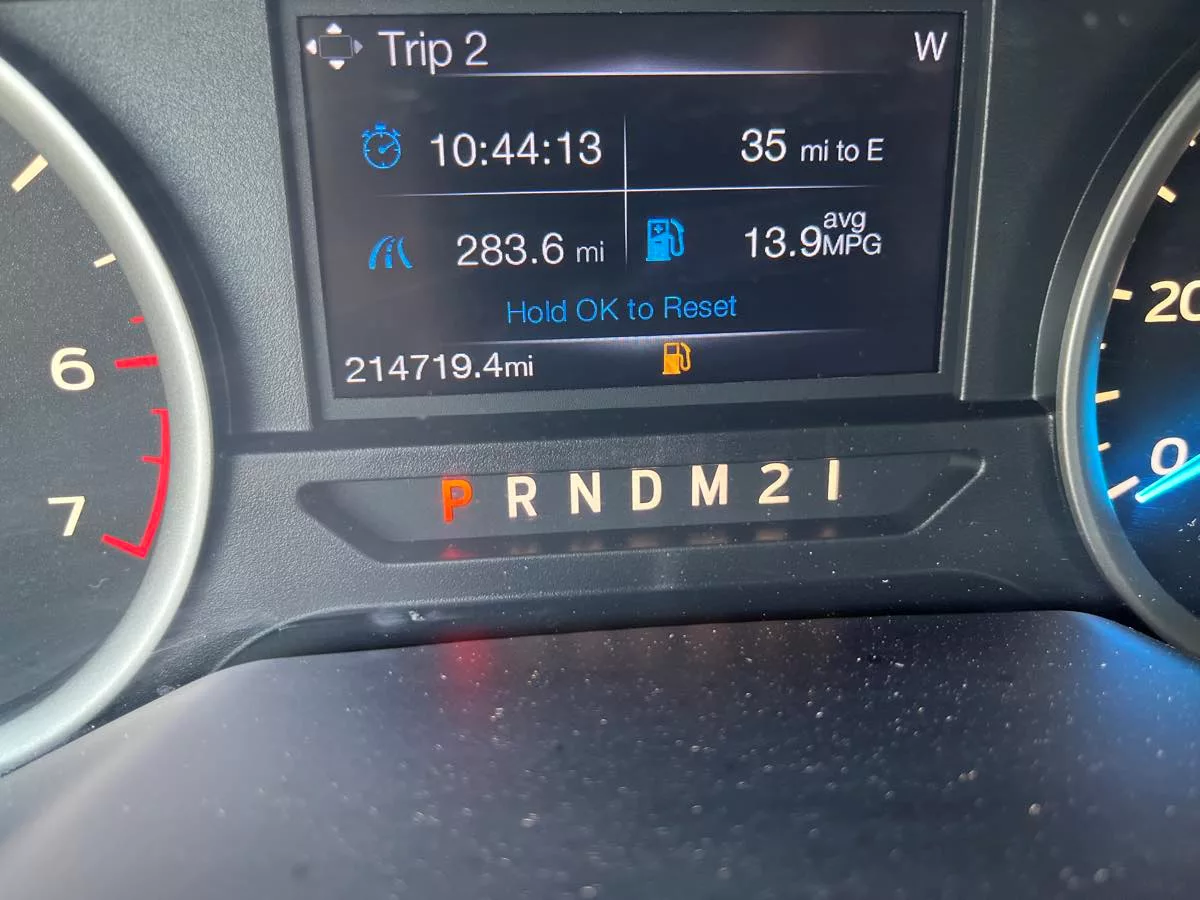 Trip 2 W
10:44:13 35 mi to E
283.6 mi 13.9 avg MPG
Hold OK to Reset
214719.4mi
6
7
20
0
P R N D M 2 1